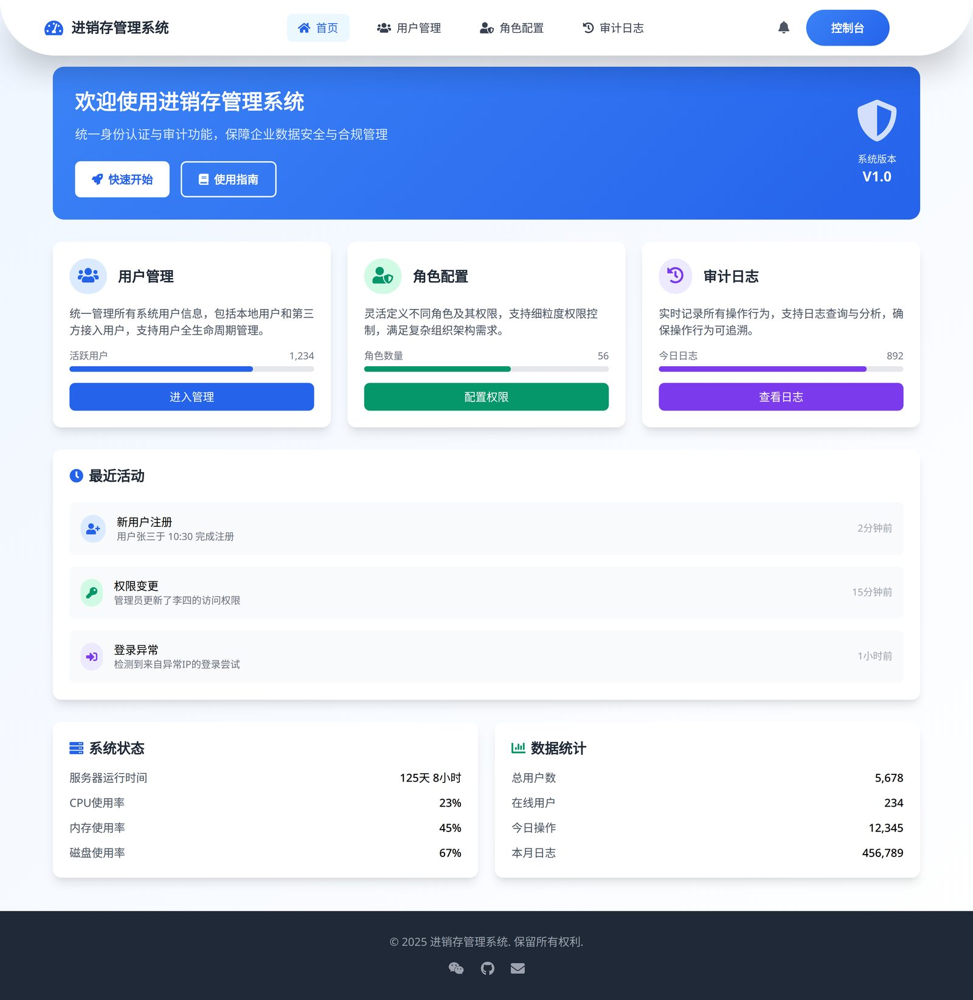 进销存管理系统
首页
用户管理
角色配置
审计日志
控制台
欢迎使用进销存管理系统
统一身份认证与审计功能，保障企业数据安全与合规管理
快速开始
使用指南
系统版本
V1.0
用户管理
统一管理所有系统用户信息，包括本地用户和第三
方接入用户，支持用户全生命周期管理。
活跃用户
1,234
进入管理
角色配置
灵活定义不同角色及其权限，支持细粒度权限控
制，满足复杂组织架构需求。
角色数量
56
配置权限
审计日志
实时记录所有操作行为，支持日志查询与分析，确
保操作行为可追溯。
今日日志
892
查看日志
最近活动
新用户注册
用户张三于 10:30 完成注册
2分钟前
权限变更
管理员更新了李四的访问权限
15分钟前
登录异常
检测到来自异常IP的登录尝试
1小时前
系统状态
服务器运行时间
125天 8小时
CPU使用率
23%
内存使用率
45%
磁盘使用率
67%
数据统计
总用户数
5,678
在线用户
234
今日操作
12,345
本月日志
456,789
© 2025 进销存管理系统. 保留所有权利.